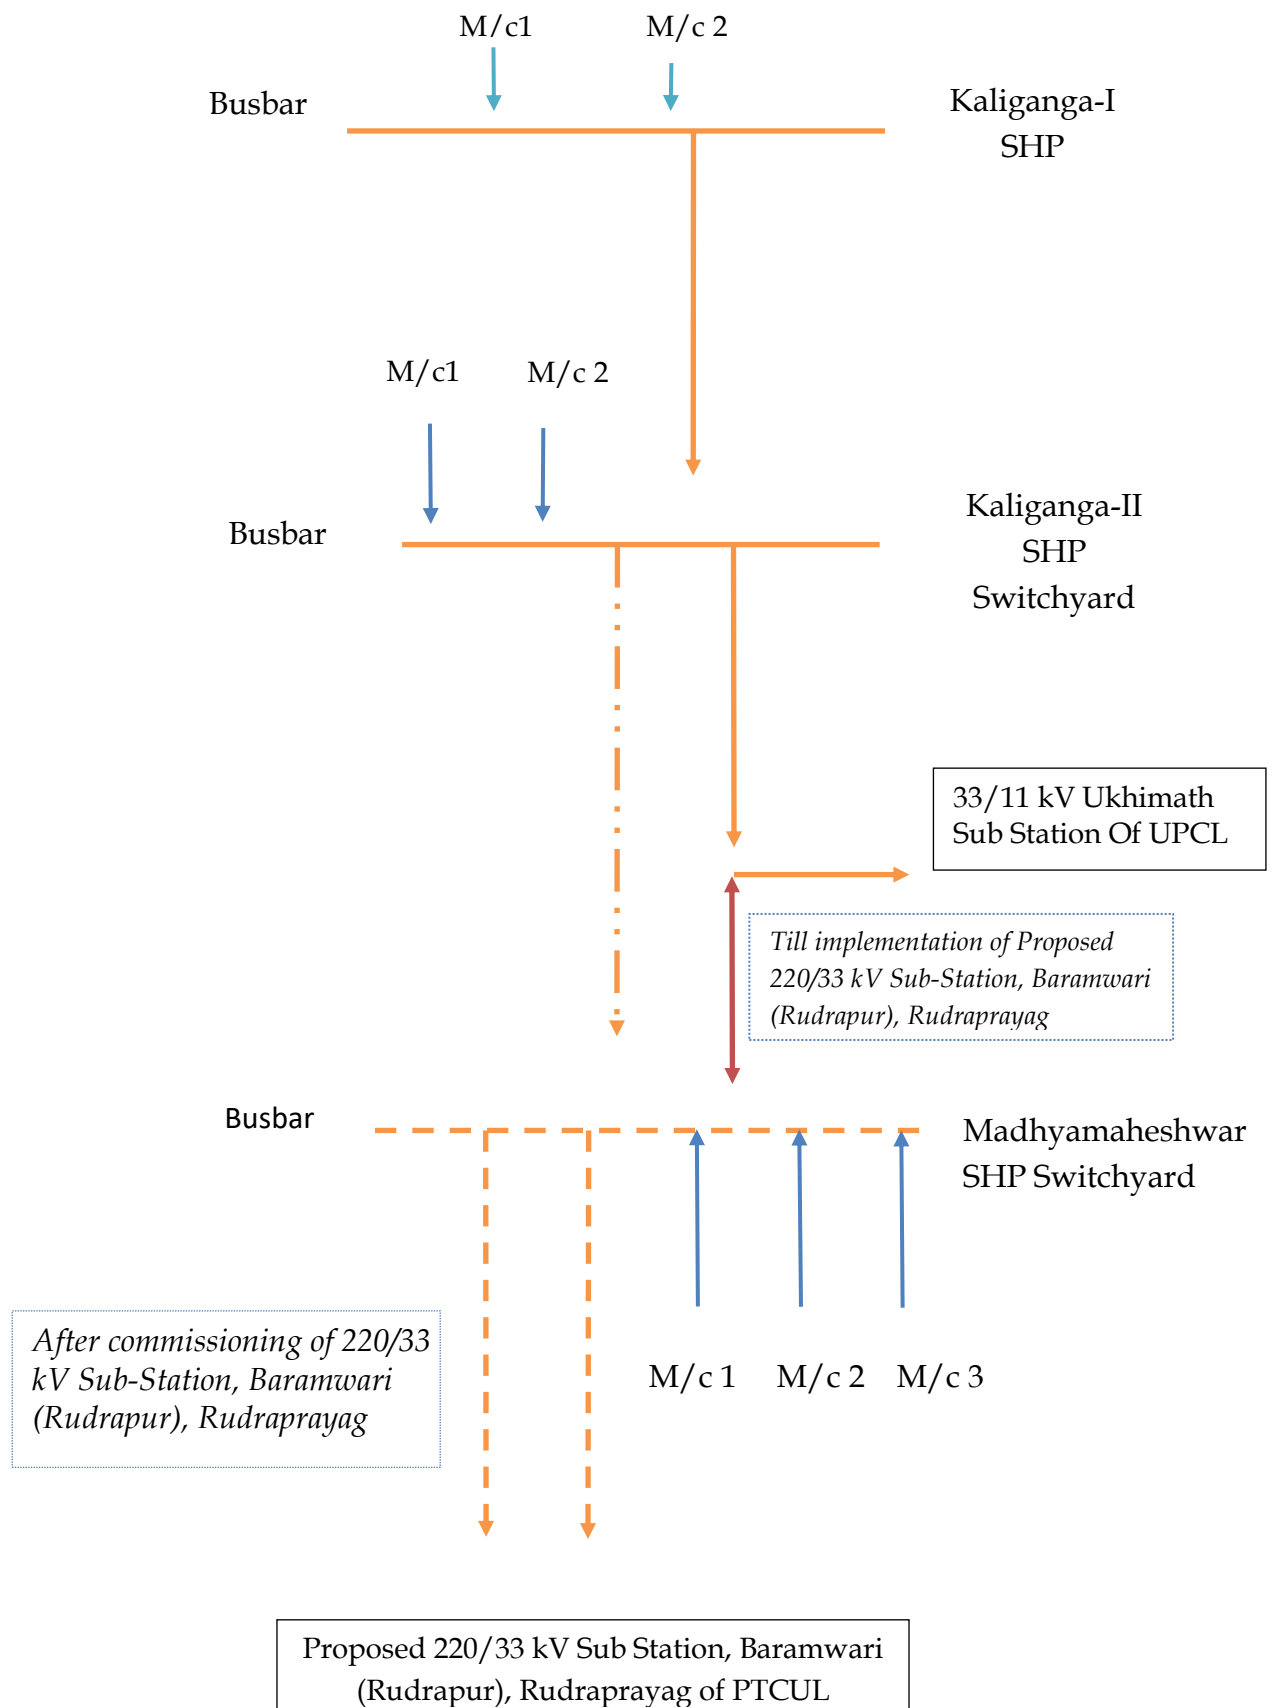 M/c1
M/c 2
Busbar
Kaliganga-I
SHP
M/c1
M/c 2
Busbar
Kaliganga-II
SHP
Switchyard
33/11 kV Ukhimath
Sub Station Of UPCL
Till implementation of Proposed
220/33 kV Sub-Station, Baramwari
(Rudrapur), Rudraprayag
Busbar
Madhyamaheshwar
SHP Switchyard
After commissioning of 220/33
kV Sub-Station, Baramwari
(Rudrapur), Rudraprayag
M/c 1
M/c 2
M/c 3
Proposed 220/33 kV Sub Station, Baramwari
(Rudrapur), Rudraprayag of PTCUL